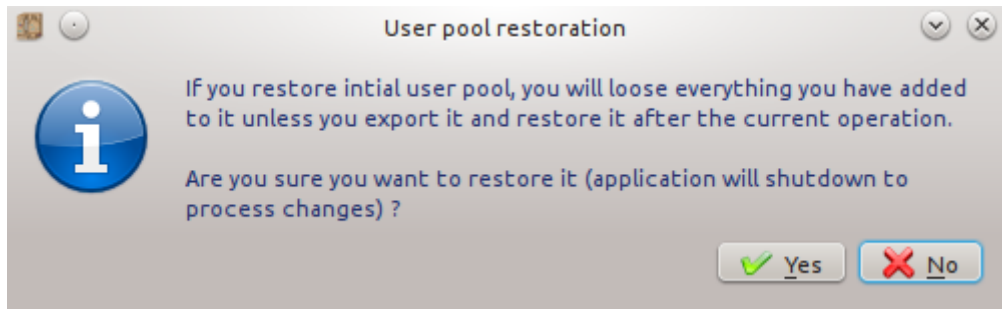 User pool restoration
If you restore intial user pool, you will loose everything you have added
to it unless you export it and restore it after the current operation.
Are you sure you want to restore it (application will shutdown to
process changes) ?
Yes
No